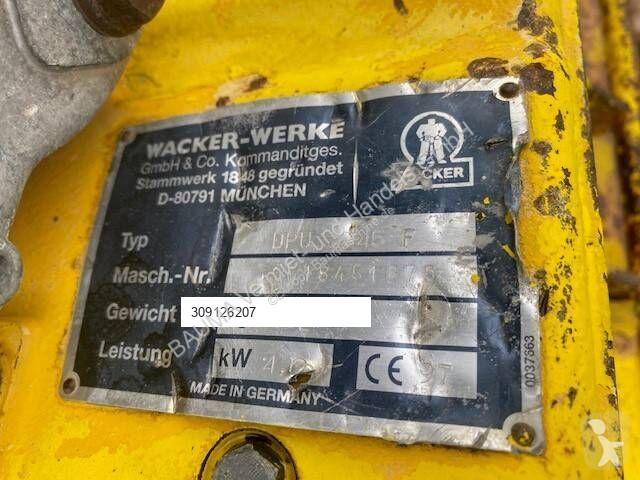 WACKER-WERKE
GmbH & Co. Kommanditges.
Stammwerk 1848 gegründet
D-80791 MÜNCHEN
WACKER
Typ
Masch.-Nr.
Gewicht 309126207
Leistung kW CE 97
MADE IN GERMANY
0037663